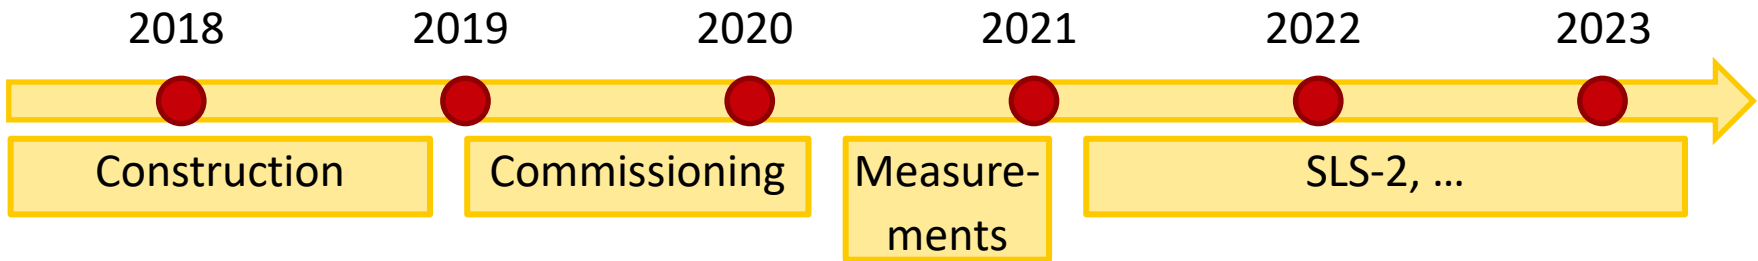 2018 2019 2020 2021 2022 2023
Construction Commissioning Measure- SLS-2, ...
ments